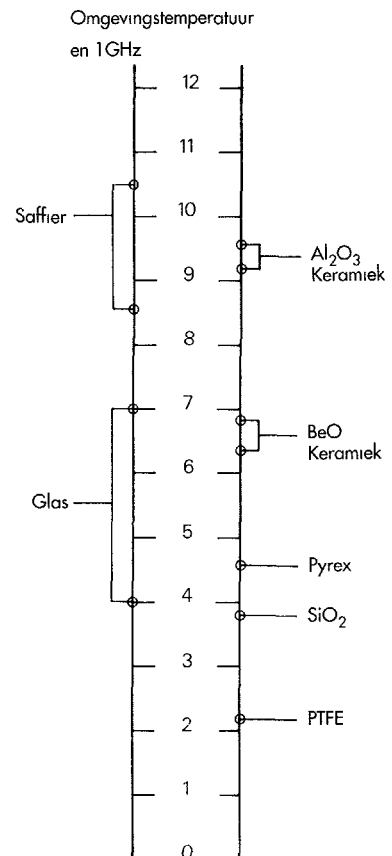 Omgevingstemperatuur
en 1GHz
12
11
Saffier
10
Al₂O₃
Keramiek
9
8
7
BeO
Keramiek
6
Glas
5
Pyrex
4
SiO₂
3
PTFE
2
1
0